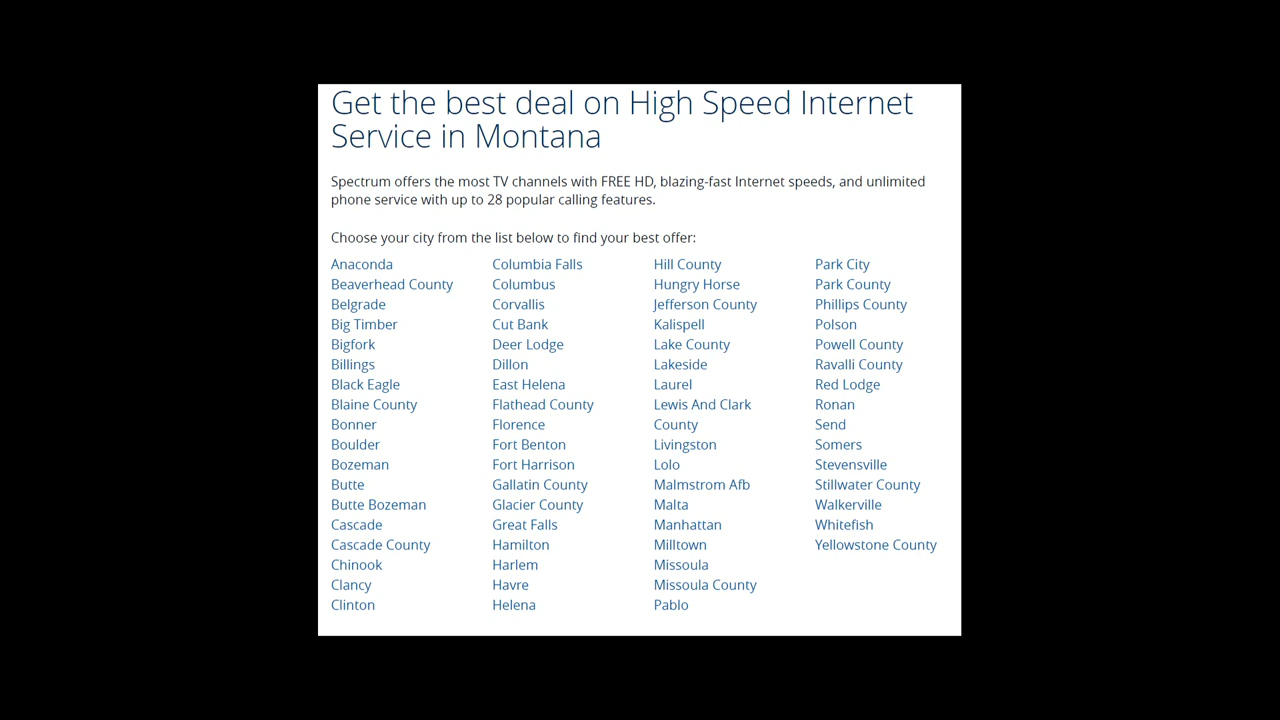 Get the best deal on High Speed Internet
Service in Montana
Spectrum offers the most TV channels with FREE HD, blazing-fast Internet speeds, and unlimited
phone service with up to 28 popular calling features.
Choose your city from the list below to find your best offer:
Anaconda
Beaverhead County
Belgrade
Big Timber
Bigfork
Billings
Black Eagle
Blaine County
Bonner
Boulder
Bozeman
Butte
Butte Bozeman
Cascade
Cascade County
Chinook
Clancy
Clinton
Columbia Falls
Columbus
Corvallis
Cut Bank
Deer Lodge
Dillon
East Helena
Flathead County
Florence
Fort Benton
Fort Harrison
Gallatin County
Glacier County
Great Falls
Hamilton
Harlem
Havre
Helena
Hill County
Hungry Horse
Jefferson County
Kalispell
Lake County
Lakeside
Laurel
Lewis And Clark
County
Livingston
Lolo
Malmstrom Afb
Malta
Manhattan
Milltown
Missoula
Missoula County
Pablo
Park City
Park County
Phillips County
Polson
Powell County
Ravalli County
Red Lodge
Ronan
Send
Somers
Stevensville
Stillwater County
Walkerville
Whitefish
Yellowstone County